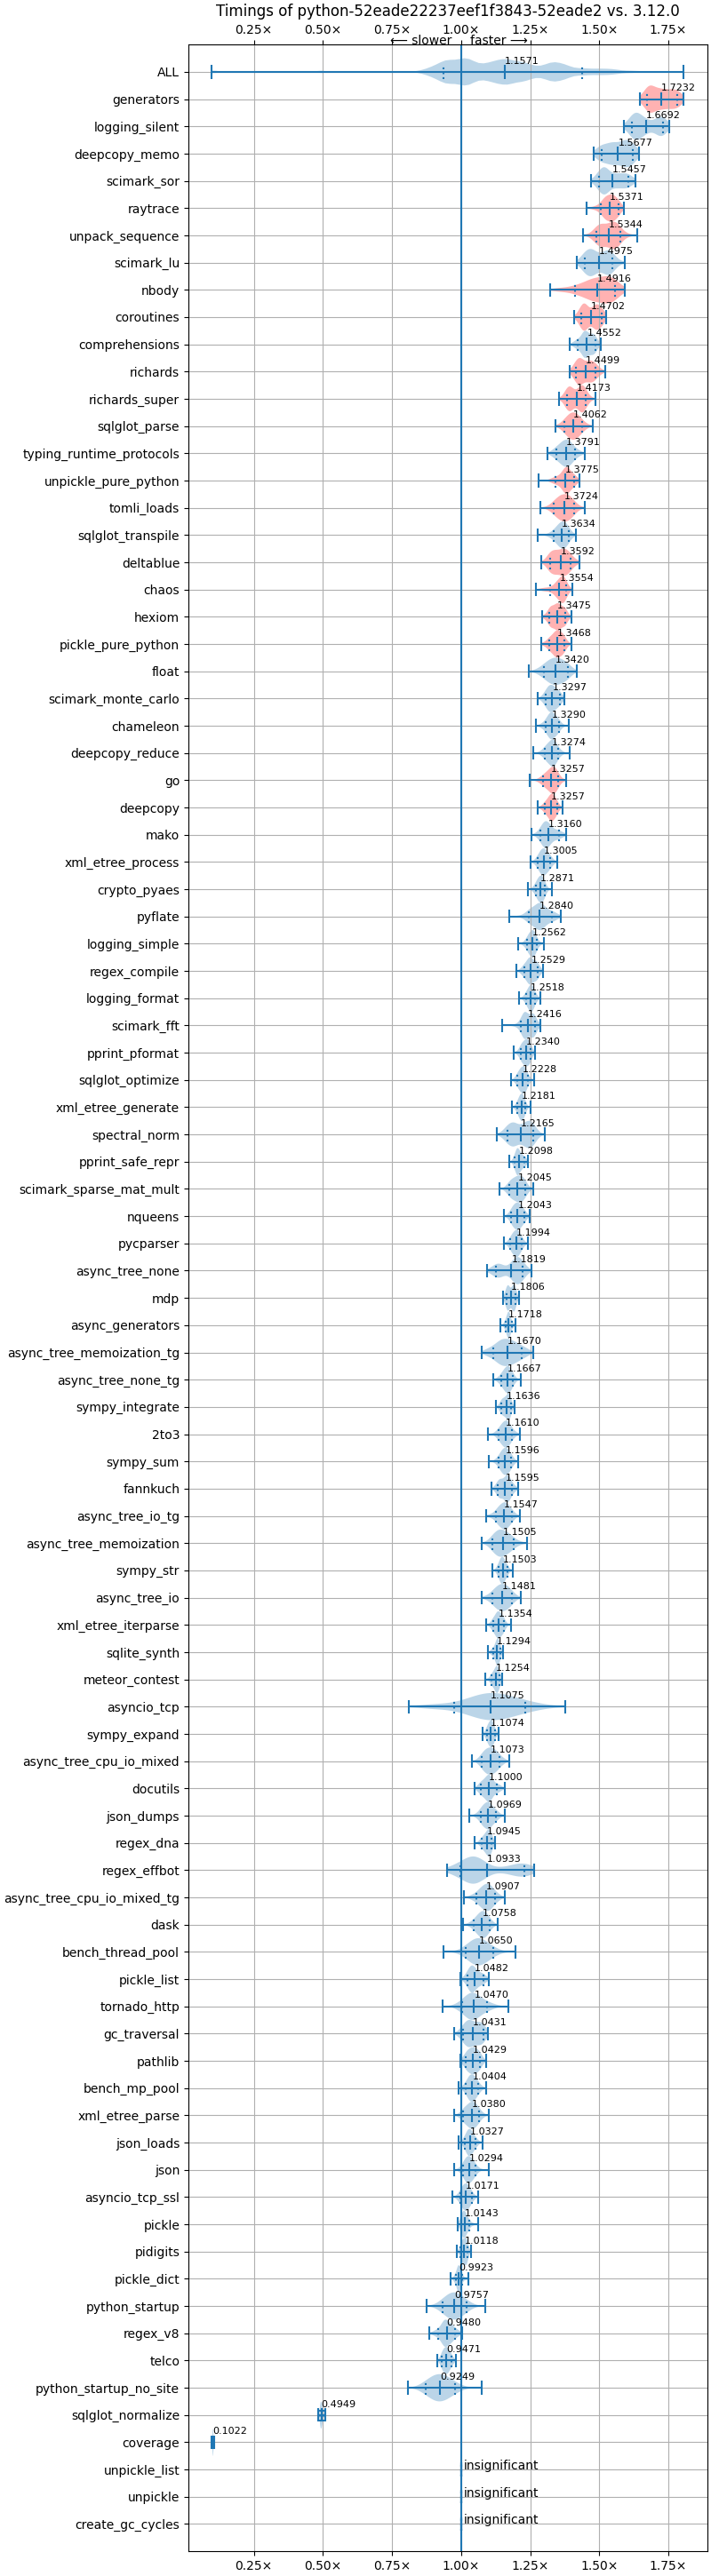 Timings of python-52eade22237eef1f3843-52eade2 vs. 3.12.0
0.25× 0.50× 0.75× 1.00× 1.25× 1.50× 1.75×
⟵ slower faster ⟶
ALL 1.1571
generators 1.7232
logging_silent 1.6692
deepcopy_memo 1.5677
scimark_sor 1.5457
raytrace 1.5371
unpack_sequence 1.5344
scimark_lu 1.4975
nbody 1.4916
coroutines 1.4702
comprehensions 1.4552
richards 1.4499
richards_super 1.4173
sqlglot_parse 1.4062
typing_runtime_protocols 1.3791
unpickle_pure_python 1.3775
tomli_loads 1.3724
sqlglot_transpile 1.3634
deltablue 1.3592
chaos 1.3554
hexiom 1.3475
pickle_pure_python 1.3468
float 1.3420
scimark_monte_carlo 1.3297
chameleon 1.3290
deepcopy_reduce 1.3274
go 1.3257
deepcopy 1.3257
mako 1.3160
xml_etree_process 1.3005
crypto_pyaes 1.2871
pyflate 1.2840
logging_simple 1.2562
regex_compile 1.2529
logging_format 1.2518
scimark_fft 1.2416
pprint_pformat 1.2340
sqlglot_optimize 1.2228
xml_etree_generate 1.2181
spectral_norm 1.2165
pprint_safe_repr 1.2098
scimark_sparse_mat_mult 1.2045
nqueens 1.2043
pycparser 1.1994
async_tree_none 1.1819
mdp 1.1806
async_generators 1.1718
async_tree_memoization_tg 1.1670
async_tree_none_tg 1.1667
sympy_integrate 1.1636
2to3 1.1610
sympy_sum 1.1596
fannkuch 1.1595
async_tree_io_tg 1.1547
async_tree_memoization 1.1505
sympy_str 1.1503
async_tree_io 1.1481
xml_etree_iterparse 1.1354
sqlite_synth 1.1294
meteor_contest 1.1254
asyncio_tcp 1.1075
sympy_expand 1.1074
async_tree_cpu_io_mixed 1.1073
docutils 1.1000
json_dumps 1.0969
regex_dna 1.0945
regex_effbot 1.0933
async_tree_cpu_io_mixed_tg 1.0907
dask 1.0758
bench_thread_pool 1.0650
pickle_list 1.0482
tornado_http 1.0470
gc_traversal 1.0431
pathlib 1.0429
bench_mp_pool 1.0404
xml_etree_parse 1.0380
json_loads 1.0327
json 1.0294
asyncio_tcp_ssl 1.0171
pickle 1.0143
pidigits 1.0118
pickle_dict 0.9923
python_startup 0.9757
regex_v8 0.9480
telco 0.9471
python_startup_no_site 0.9249
sqlglot_normalize 0.4949
coverage 0.1022
unpickle_list insignificant
unpickle insignificant
create_gc_cycles insignificant
0.25× 0.50× 0.75× 1.00× 1.25× 1.50× 1.75×